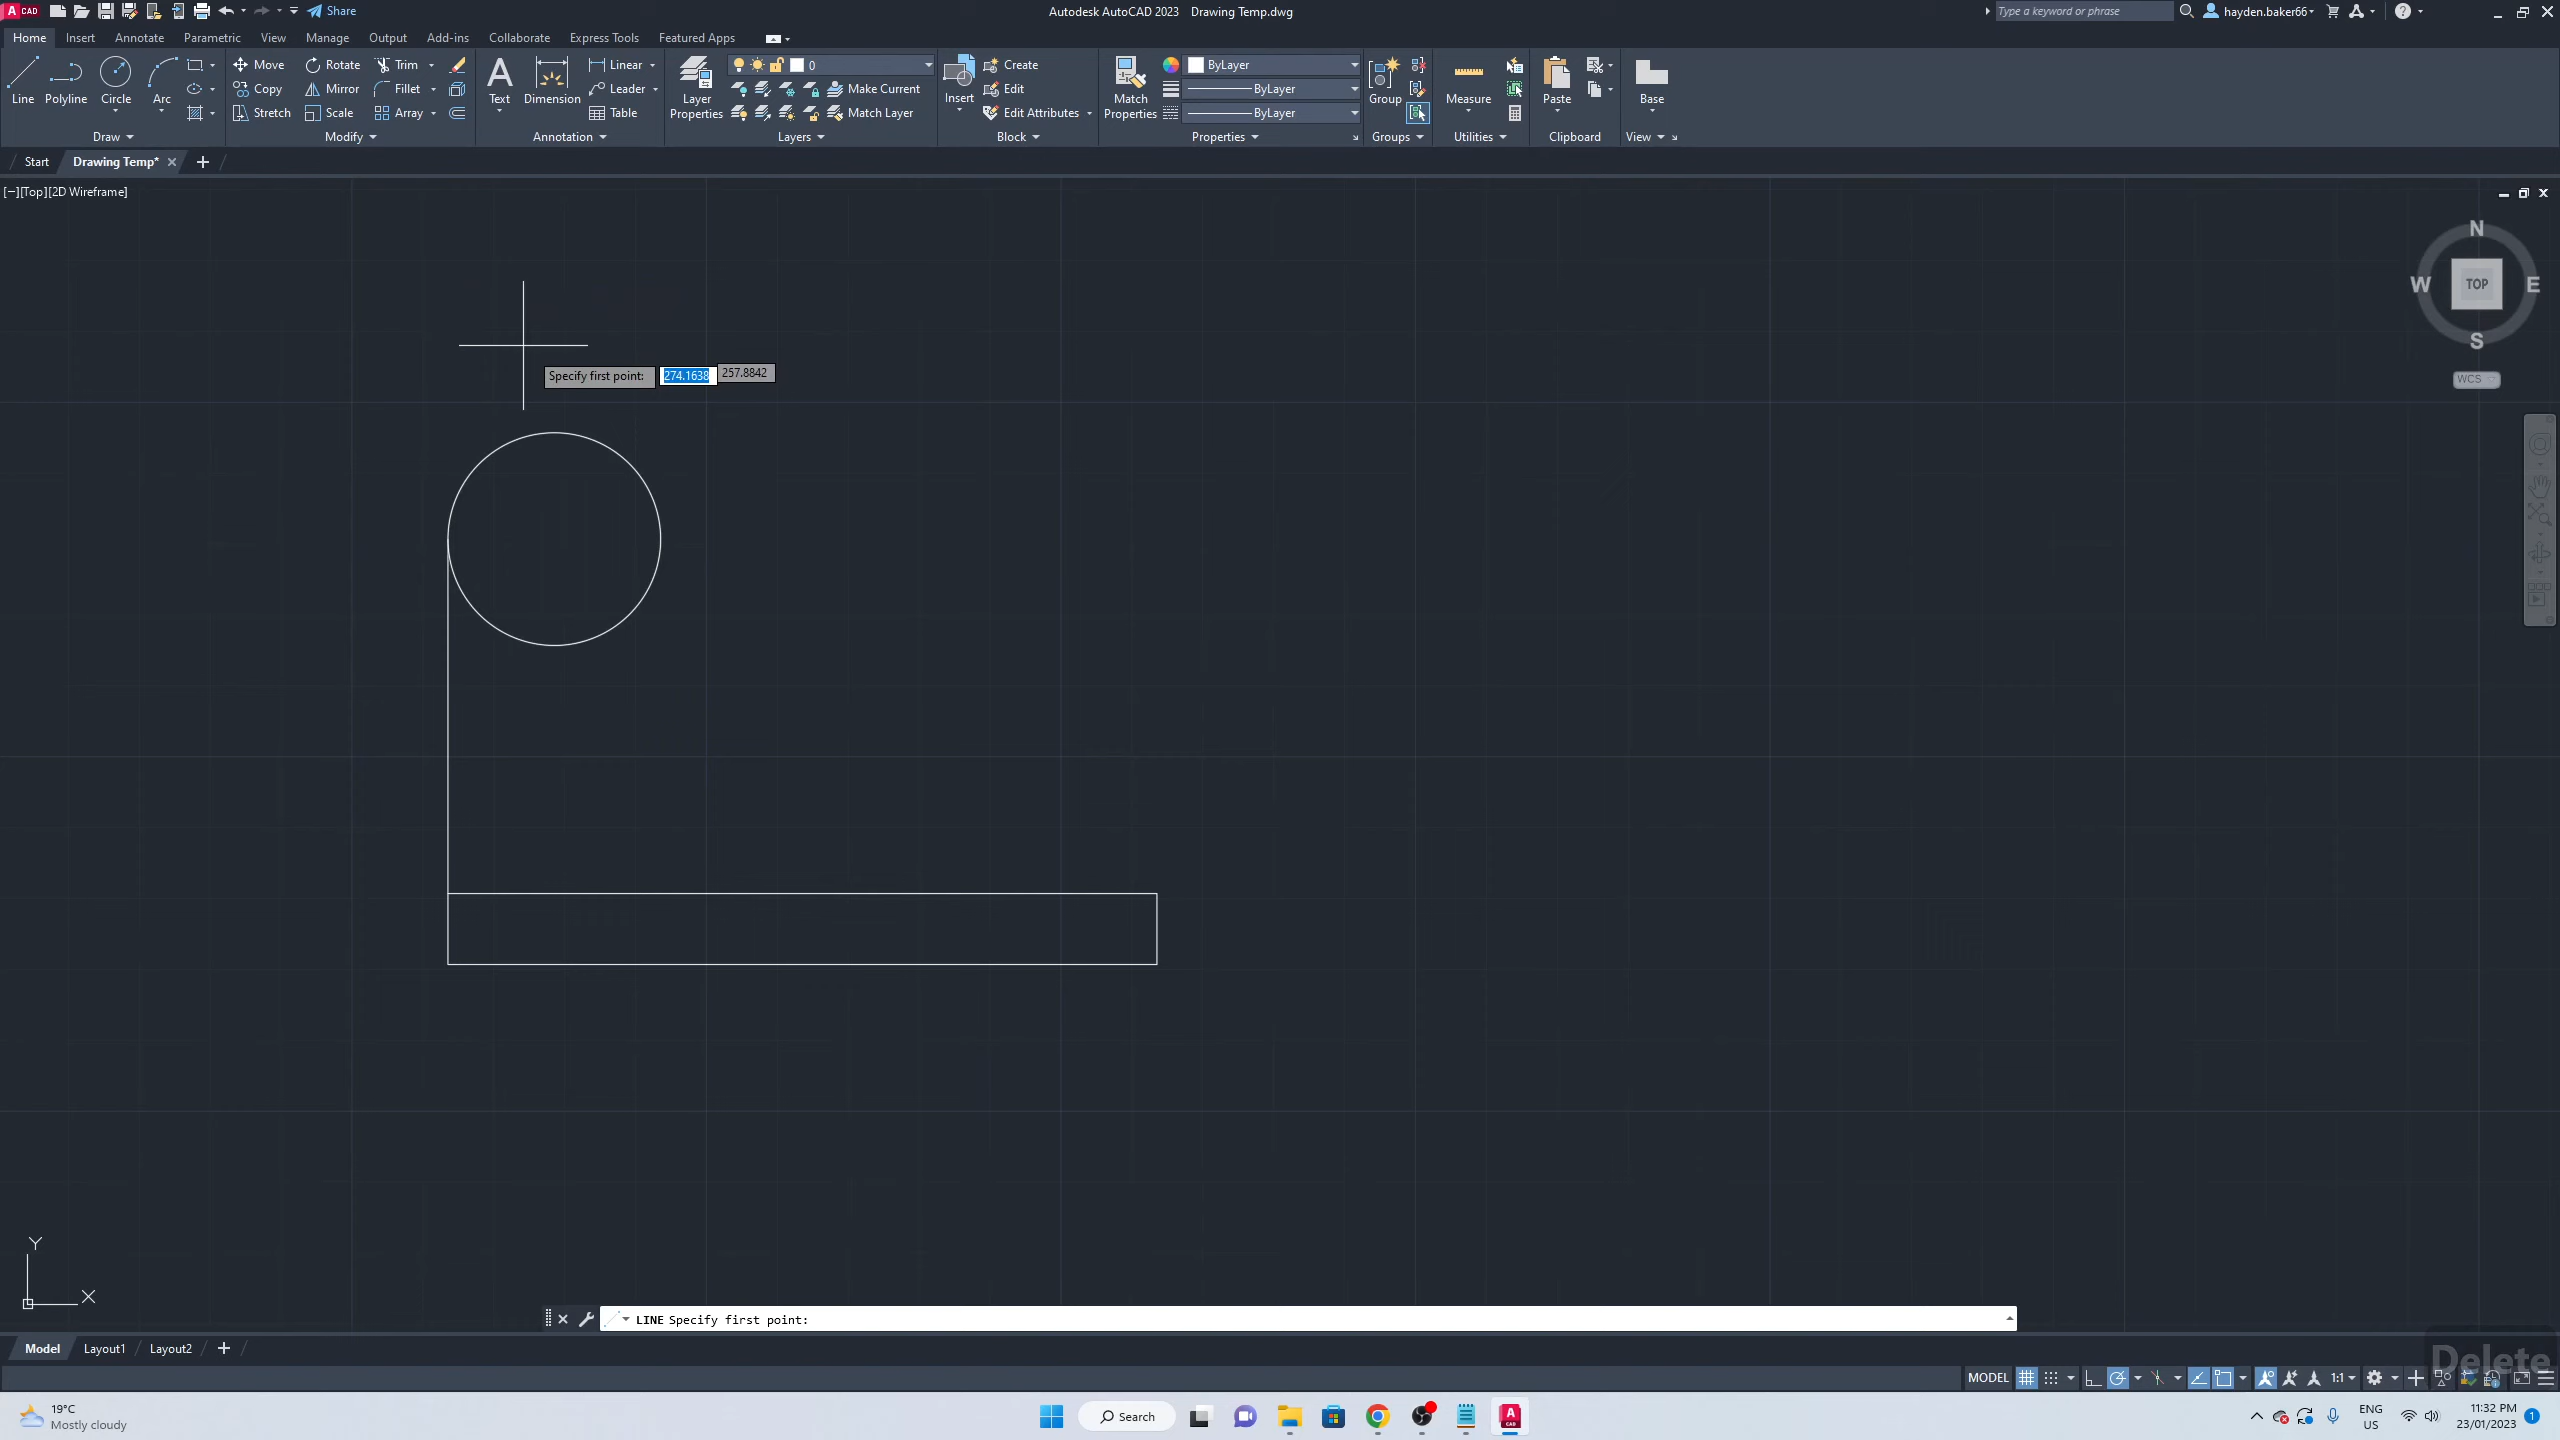 A CAD Share Autodesk AutoCAD 2023 Drawing Temp.dwg Type a keyword or phrase hayden.baker66 ?
Home Insert Annotate Parametric View Manage Output Add-ins Collaborate Express Tools Featured Apps
Line Polyline Circle Arc
Move Rotate Trim
Copy Mirror Fillet
Stretch Scale Array
Text Dimension
Linear
Leader
Table
Layer Properties
0
Make Current
Match Layer
Insert
Create
Edit
Edit Attributes
Match Properties
ByLayer
ByLayer
ByLayer
Group
Measure
Paste
Base
Draw Modify Annotation Layers Block Properties Groups Utilities Clipboard View
Start Drawing Temp* +
[−][Top][2D Wireframe]
N
W TOP E
S
WCS
Specify first point: 274.1638 257.8842
Y
X
LINE Specify first point:
Model Layout1 Layout2 +
Delete
MODEL 1:1
19°C
Mostly cloudy
Search
A CAD
ENG
US
11:32 PM
23/01/2023
1